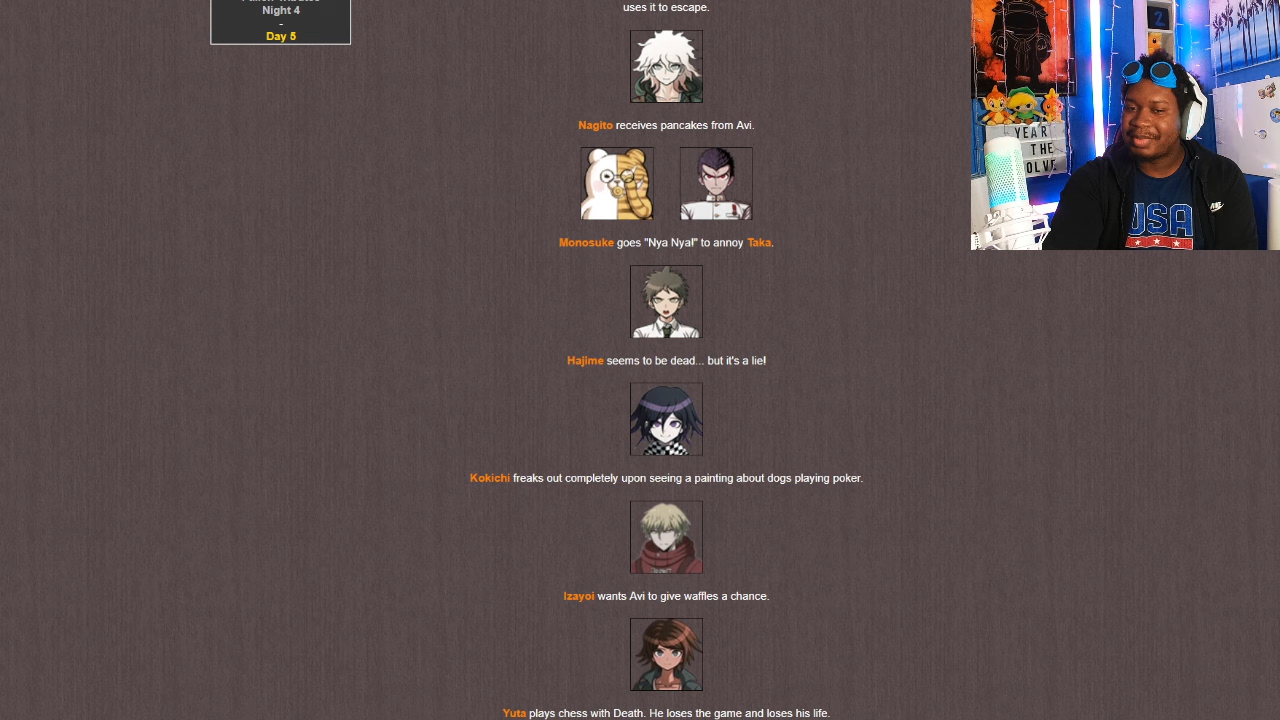 Night 4
-
Day 5
uses it to escape.
Nagito receives pancakes from Avi.
Monosuke goes "Nya Nya!" to annoy Taka.
Hajime seems to be dead... but it's a lie!
Kokichi freaks out completely upon seeing a painting about dogs playing poker.
Izayoi wants Avi to give waffles a chance.
Yuta plays chess with Death. He loses the game and loses his life.
2
YEAR
THE
OLVE
USA